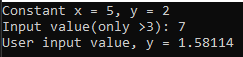 Constant x = 5, y = 2
Input value(only >3): 7
User input value, y = 1.58114